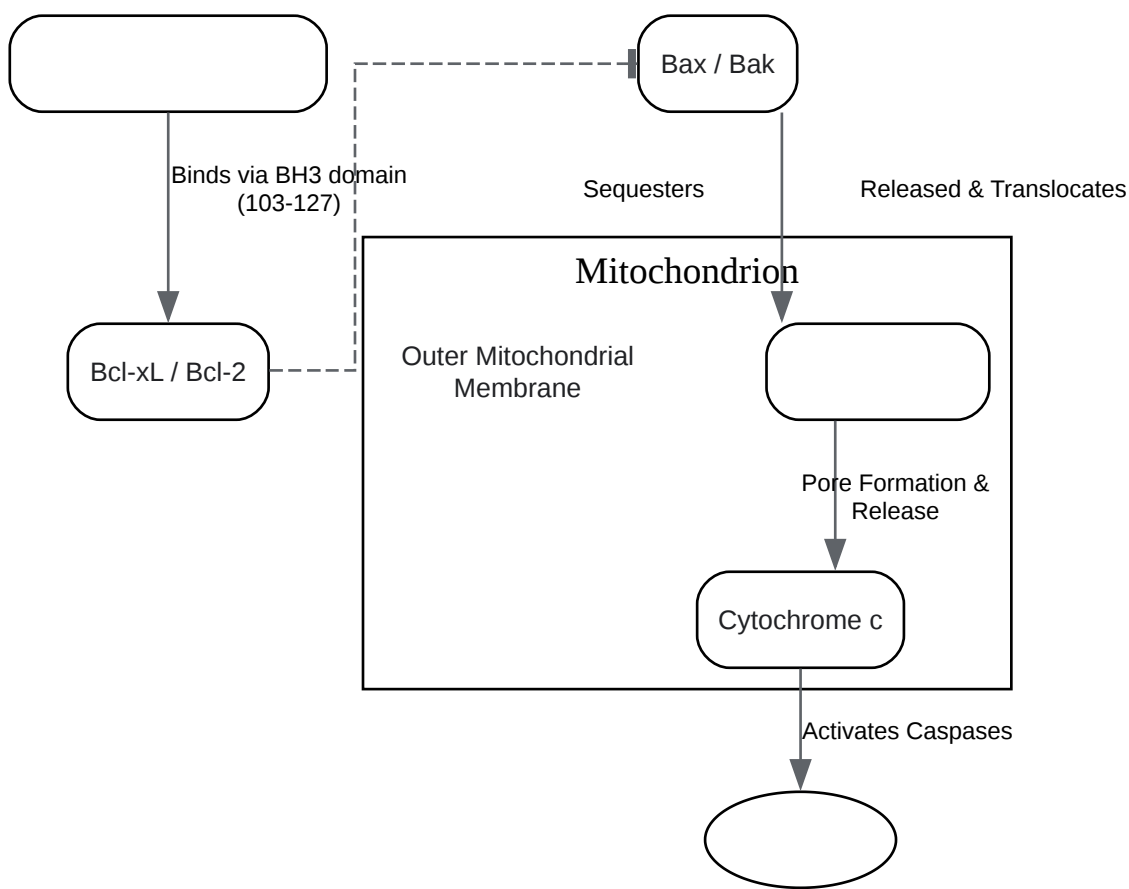 Bax / Bak
Binds via BH3 domain
(103-127)
Sequesters
Released & Translocates
Mitochondrion
Bcl-xL / Bcl-2
Outer Mitochondrial
Membrane
Pore Formation &
Release
Cytochrome c
Activates Caspases